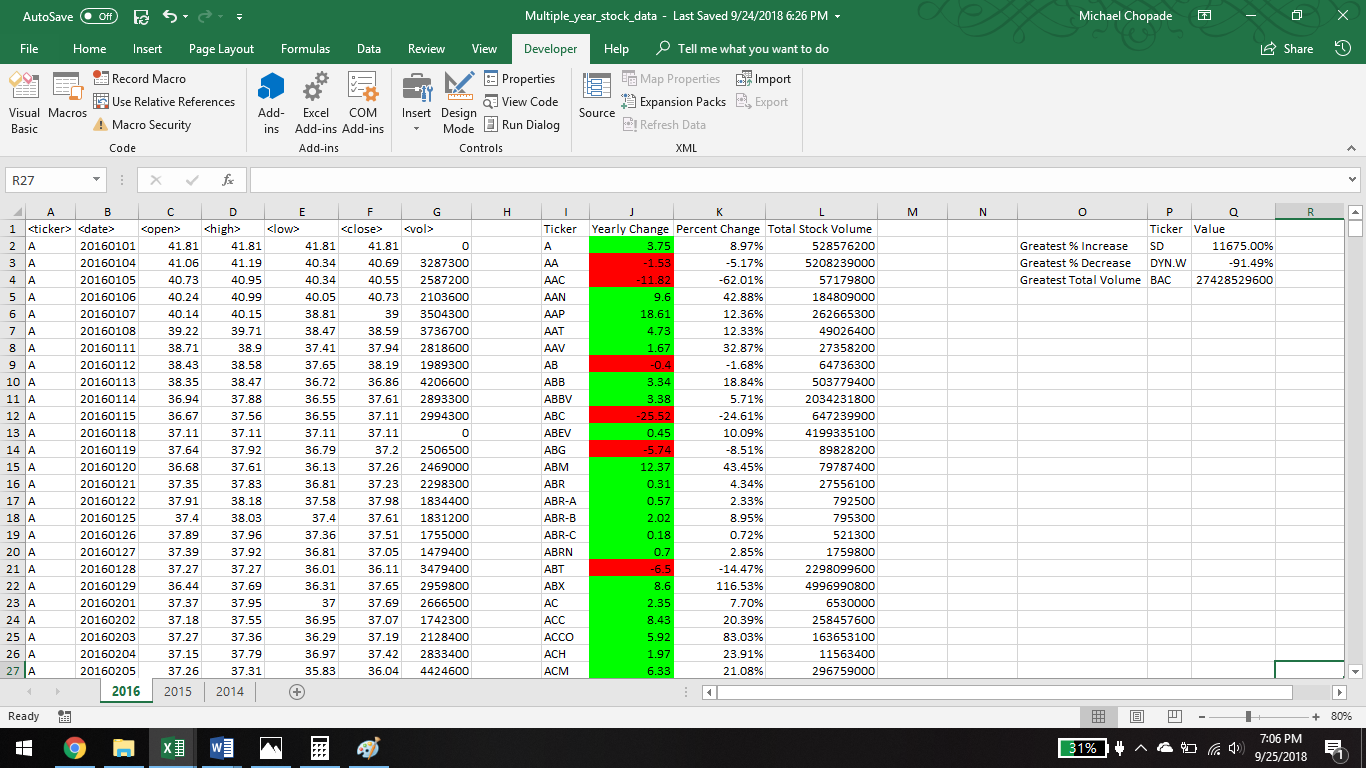 AutoSave Off Multiple_year_stock_data - Last Saved 9/24/2018 6:26 PM Michael Chopade
File Home Insert Page Layout Formulas Data Review View Developer Help Tell me what you want to do Share
Visual Basic Macros Record Macro Use Relative References Macro Security
Add-ins Excel Add-ins COM Add-ins
Insert Design Mode Properties View Code Run Dialog
Source Map Properties Expansion Packs Refresh Data Import Export
Code Add-ins Controls XML
R27 fx
A B C D E F G H I J K L M N O P Q R
1 <ticker> <date> <open> <high> <low> <close> <vol> Ticker Yearly Change Percent Change Total Stock Volume Ticker Value
2 A 20160101 41.81 41.81 41.81 41.81 0 A 3.75 8.97% 528576200 Greatest % Increase SD 11675.00%
3 A 20160104 41.06 41.19 40.34 40.69 3287300 AA -1.53 -5.17% 5208239000 Greatest % Decrease DYN.W -91.49%
4 A 20160105 40.73 40.95 40.34 40.55 2587200 AAC -11.82 -62.01% 57179800 Greatest Total Volume BAC 27428529600
5 A 20160106 40.24 40.99 40.05 40.73 2103600 AAN 9.6 42.88% 184809000
6 A 20160107 40.14 40.15 38.81 39 3504300 AAP 18.61 12.36% 262665300
7 A 20160108 39.22 39.71 38.47 38.59 3736700 AAT 4.73 12.33% 49026400
8 A 20160111 38.71 38.9 37.41 37.94 2818600 AAV 1.67 32.87% 27358200
9 A 20160112 38.43 38.58 37.65 38.19 1989300 AB -0.4 -1.68% 64736300
10 A 20160113 38.35 38.47 36.72 36.86 4206600 ABB 3.34 18.84% 503779400
11 A 20160114 36.94 37.88 36.55 37.61 2893300 ABBV 3.38 5.71% 2034231800
12 A 20160115 36.67 37.56 36.55 37.11 2994300 ABC -25.52 -24.61% 647239900
13 A 20160118 37.11 37.11 37.11 37.11 0 ABEV 0.45 10.09% 4199335100
14 A 20160119 37.64 37.92 36.79 37.2 2506500 ABG -5.74 -8.51% 89828200
15 A 20160120 36.68 37.61 36.13 37.26 2469000 ABM 12.37 43.45% 79787400
16 A 20160121 37.35 37.83 36.81 37.23 2298300 ABR 0.31 4.34% 27556100
17 A 20160122 37.91 38.18 37.58 37.98 1834400 ABR-A 0.57 2.33% 792500
18 A 20160125 37.4 38.03 37.4 37.61 1831200 ABR-B 2.02 8.95% 795300
19 A 20160126 37.89 37.96 37.36 37.51 1755000 ABR-C 0.18 0.72% 521300
20 A 20160127 37.39 37.92 36.81 37.05 1479400 ABRN 0.7 2.85% 1759800
21 A 20160128 37.27 37.27 36.01 36.11 3479400 ABT -6.5 -14.47% 2298099600
22 A 20160129 36.44 37.69 36.31 37.65 2959800 ABX 8.6 116.53% 4996990800
23 A 20160201 37.37 37.95 37 37.69 2666500 AC 2.35 7.70% 6530000
24 A 20160202 37.18 37.55 36.95 37.07 1742300 ACC 8.43 20.39% 258457600
25 A 20160203 37.27 37.36 36.29 37.19 2128400 ACCO 5.92 83.03% 163653100
26 A 20160204 37.15 37.79 36.97 37.42 2833400 ACH 1.97 23.91% 11563400
27 A 20160205 37.26 37.31 35.83 36.04 4424600 ACM 6.33 21.08% 296759000
2016 2015 2014
Ready 80%
31% 7:06 PM
9/25/2018 1